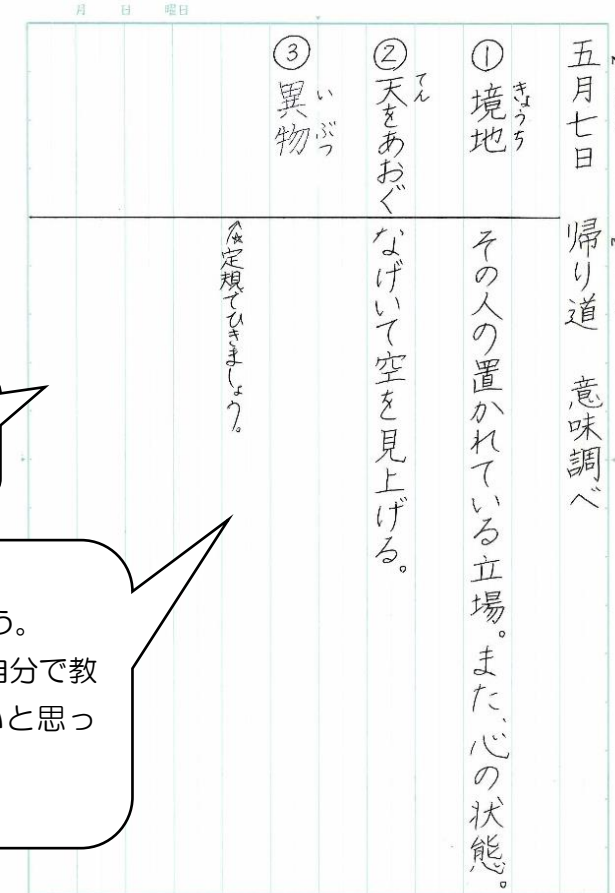 月 日 曜日
五月七日 帰り道 意味調べ
①境地 きょうち その人の置かれている立場。また、心の状態。
②天をあおぐ てん なげいて空を見上げる。
③異物 いぶつ
↑☆定規でひきましょう。
う。
自分で教
いと思っ